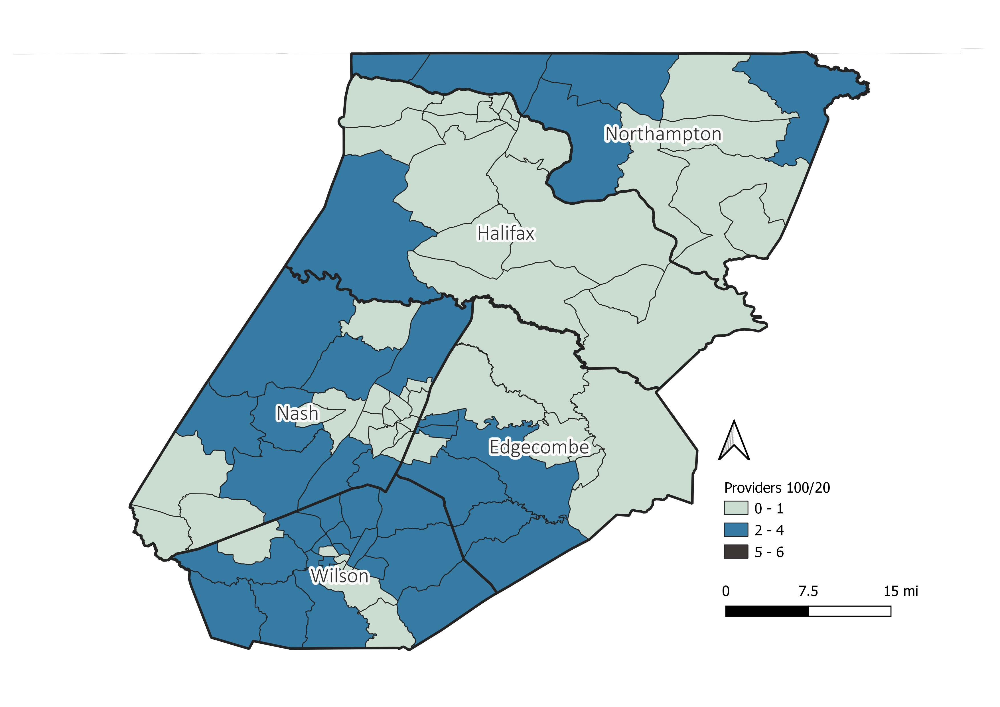 Northampton
Halifax
Nash
Edgecombe
Wilson
Providers 100/20
0 - 1
2 - 4
5 - 6
0 7.5 15 mi